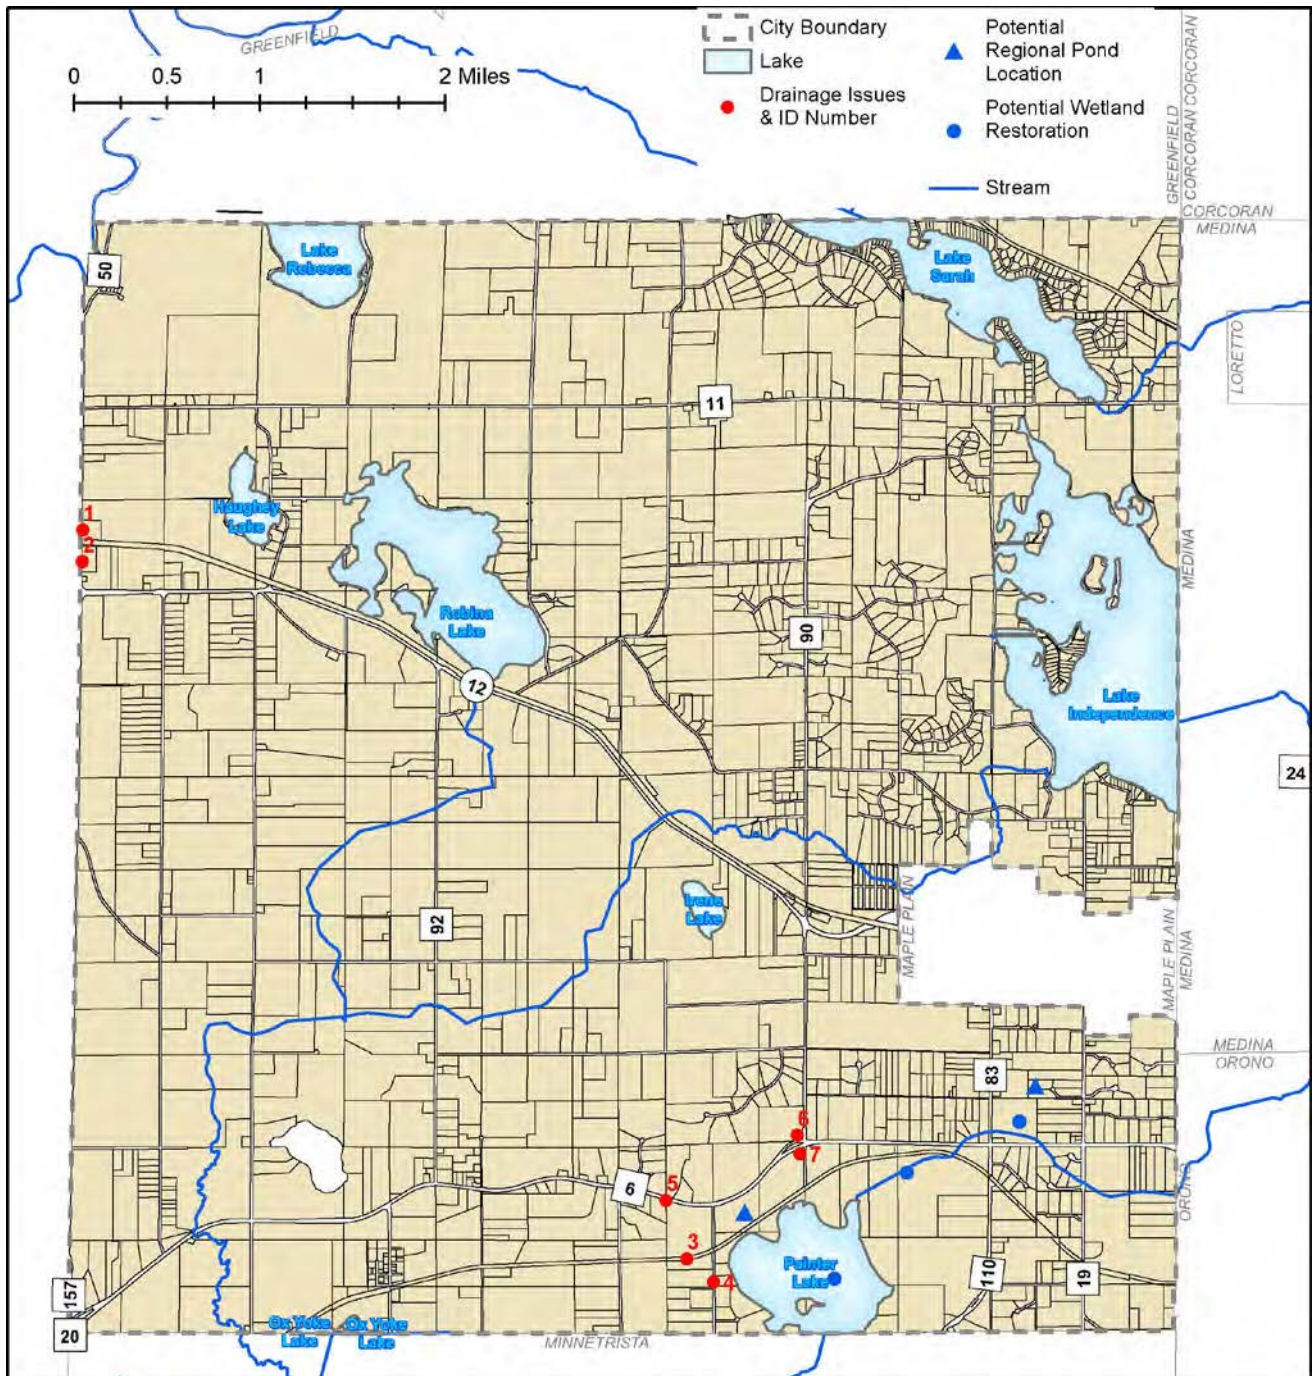 GREENFIELD
0 0.5 1 2 Miles
City Boundary
Lake
Drainage Issues
& ID Number
Potential
Regional Pond
Location
Potential Wetland
Restoration
Stream
GREENFIELD
CORCORAN
CORCORAN
CORCORAN
MEDINA
50
Lake
Rebecca
Lake
Sarah
LORETTO
11
Haughey
Lake
1
2
MEDINA
Robina
Lake
90
12
Lake
Independence
24
Irene
Lake
92
MAPLE PLAIN
MAPLE PLAIN
MEDINA
MEDINA
ORONO
83
6
7
6
5
ORONO
3
4
Painter
Lake
110
19
157
20
Ox Yoke
Lake
Ox Yoke
Lake
MINNETRISTA